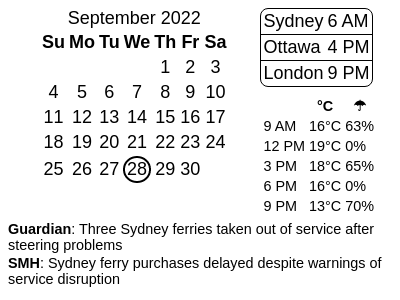 September 2022
Su Mo Tu We Th Fr Sa
1 2 3
4 5 6 7 8 9 10
11 12 13 14 15 16 17
18 19 20 21 22 23 24
25 26 27 28 29 30
Sydney 6 AM
Ottawa 4 PM
London 9 PM
°C ☂
9 AM 16°C 63%
12 PM 19°C 0%
3 PM 18°C 65%
6 PM 16°C 0%
9 PM 13°C 70%
Guardian: Three Sydney ferries taken out of service after
steering problems
SMH: Sydney ferry purchases delayed despite warnings of
service disruption